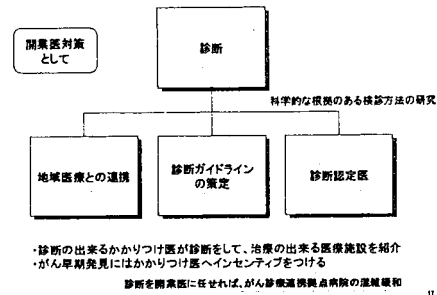 開業医対策
として
診断
科学的な根拠のある検診方法の研究
地域医療との連携
診断ガイドライン
の策定
診断認定医
・診断の出来るかかりつけ医が診断をして、治療の出来る医療施設を紹介
・がん早期発見にはかかりつけ医へインセンティブをつける
診断を開業医に任せれば、がん診療連携拠点病院の混雑緩和
17